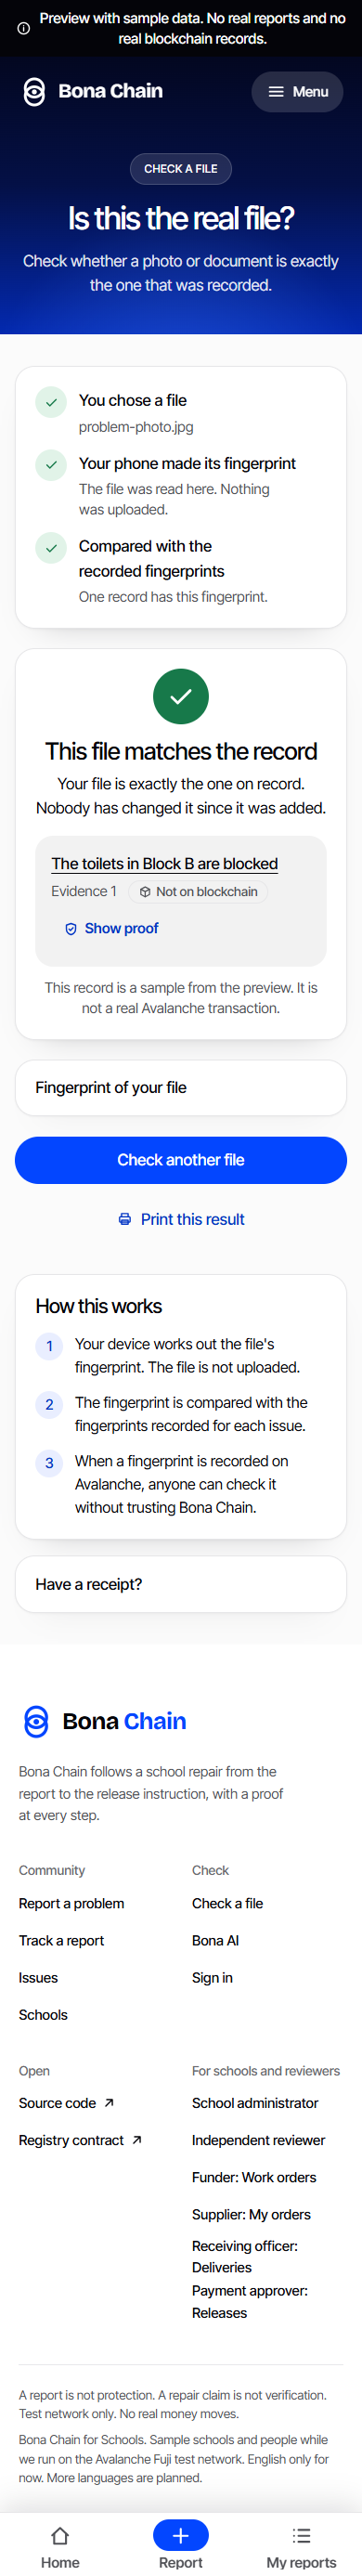 Preview with sample data. No real reports and no
real blockchain records.
Bona Chain
Menu
CHECK A FILE
Is this the real file?
Check whether a photo or document is exactly
the one that was recorded.
You chose a file
problem-photo.jpg
Your phone made its fingerprint
The file was read here. Nothing
was uploaded.
Compared with the
recorded fingerprints
One record has this fingerprint.
This file matches the record
Your file is exactly the one on record.
Nobody has changed it since it was added.
The toilets in Block B are blocked
Evidence 1 Not on blockchain
Show proof
This record is a sample from the preview. It is
not a real Avalanche transaction.
Fingerprint of your file
Check another file
Print this result
How this works
1 Your device works out the file's
fingerprint. The file is not uploaded.
2 The fingerprint is compared with the
fingerprints recorded for each issue.
3 When a fingerprint is recorded on
Avalanche, anyone can check it
without trusting Bona Chain.
Have a receipt?
Bona Chain
Bona Chain follows a school repair from the
report to the release instruction, with a proof
at every step.
Community
Report a problem
Track a report
Issues
Schools
Check
Check a file
Bona AI
Sign in
Open
Source code
Registry contract
For schools and reviewers
School administrator
Independent reviewer
Funder: Work orders
Supplier: My orders
Receiving officer:
Deliveries
Payment approver:
Releases
A report is not protection. A repair claim is not verification.
Test network only. No real money moves.
Bona Chain for Schools. Sample schools and people while
we run on the Avalanche Fuji test network. English only for
now. More languages are planned.
Home
Report
My reports